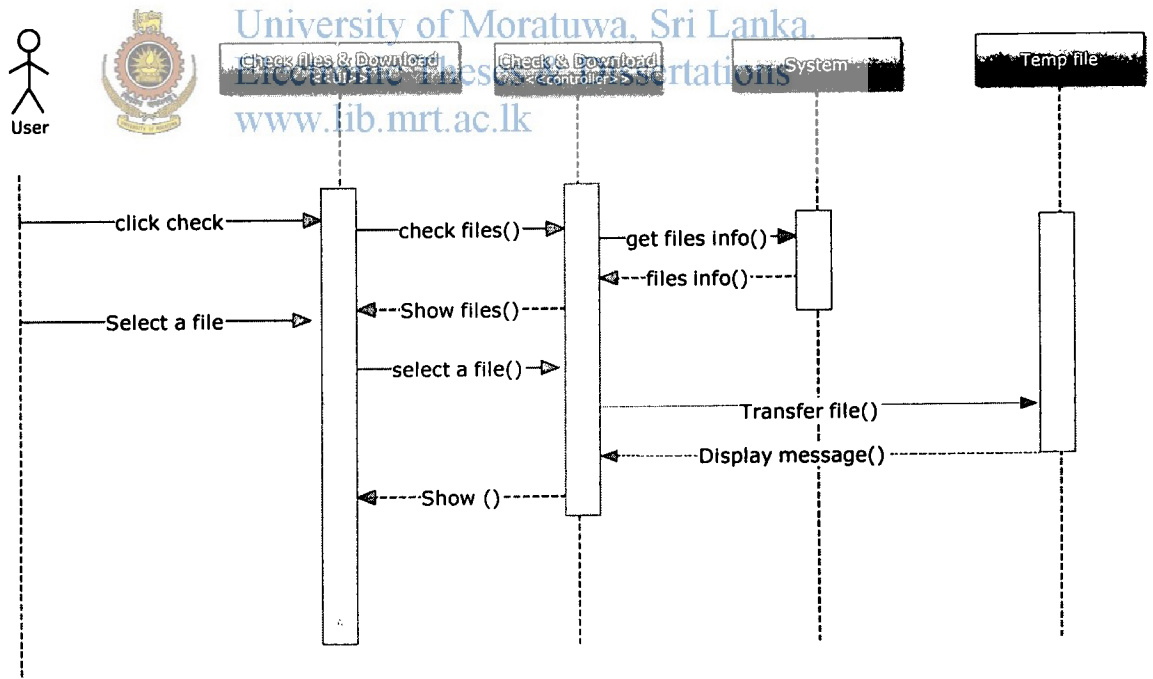 University of Moratuwa, Sri Lanka.
Electronic Theses & Dissertations
www.lib.mrt.ac.lk
User
Check files & Download
Check & Download
<controller>
System
Temp file
click check
check files()
get files info()
files info()
Show files()
Select a file
select a file()
Transfer file()
Display message()
Show ()